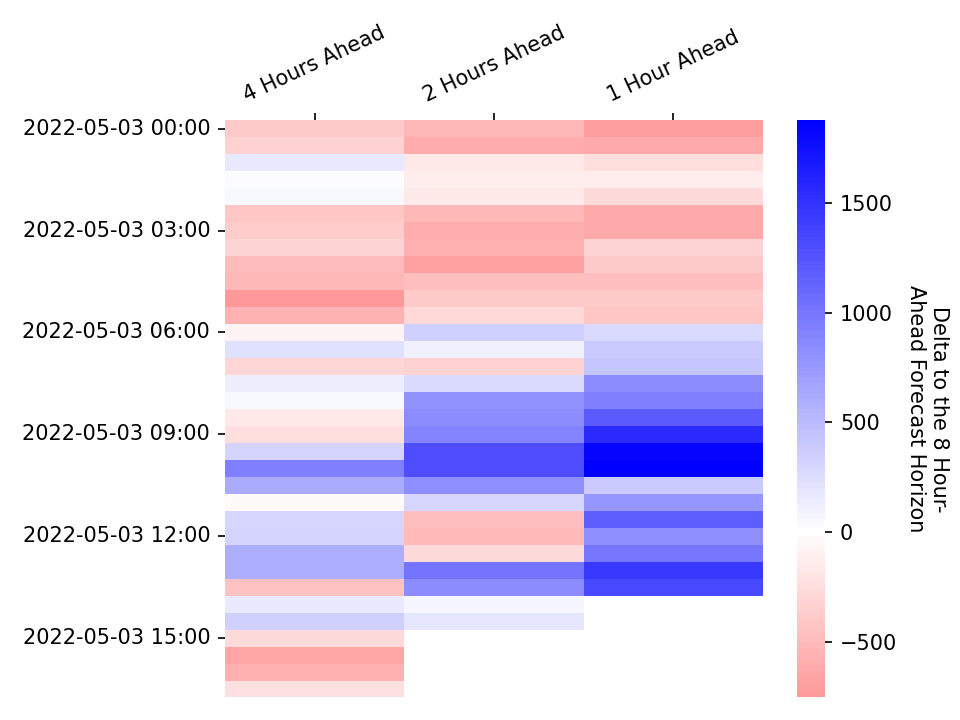 4 Hours Ahead
2 Hours Ahead
1 Hour Ahead
2022-05-03 00:00
2022-05-03 03:00
2022-05-03 06:00
2022-05-03 09:00
2022-05-03 12:00
2022-05-03 15:00
1500
1000
500
0
−500
Delta to the 8 Hour-
Ahead Forecast Horizon